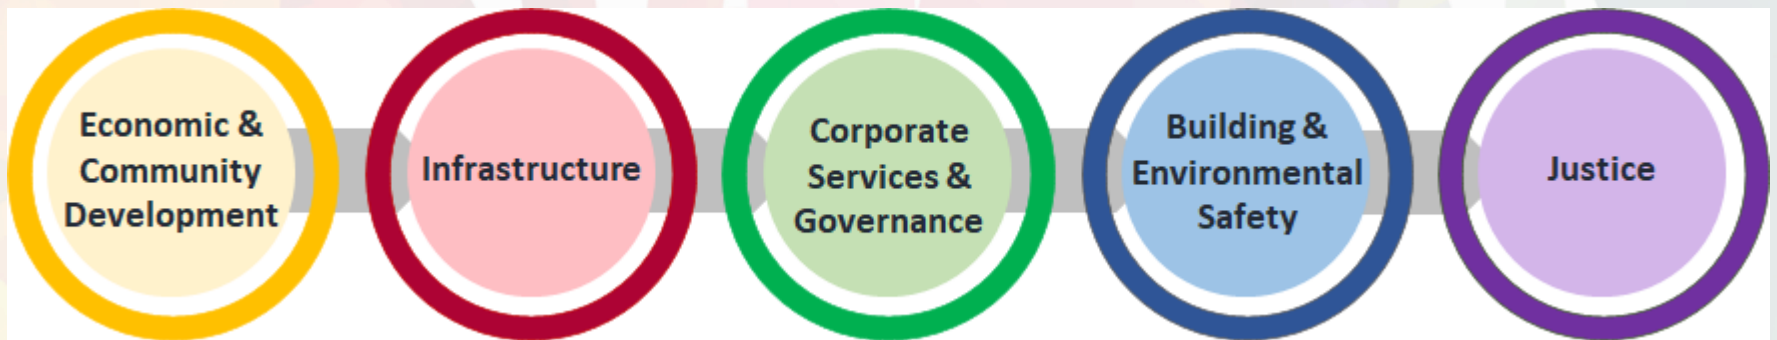 Economic &
Community
Development
Infrastructure
Corporate
Services &
Governance
Building &
Environmental
Safety
Justice